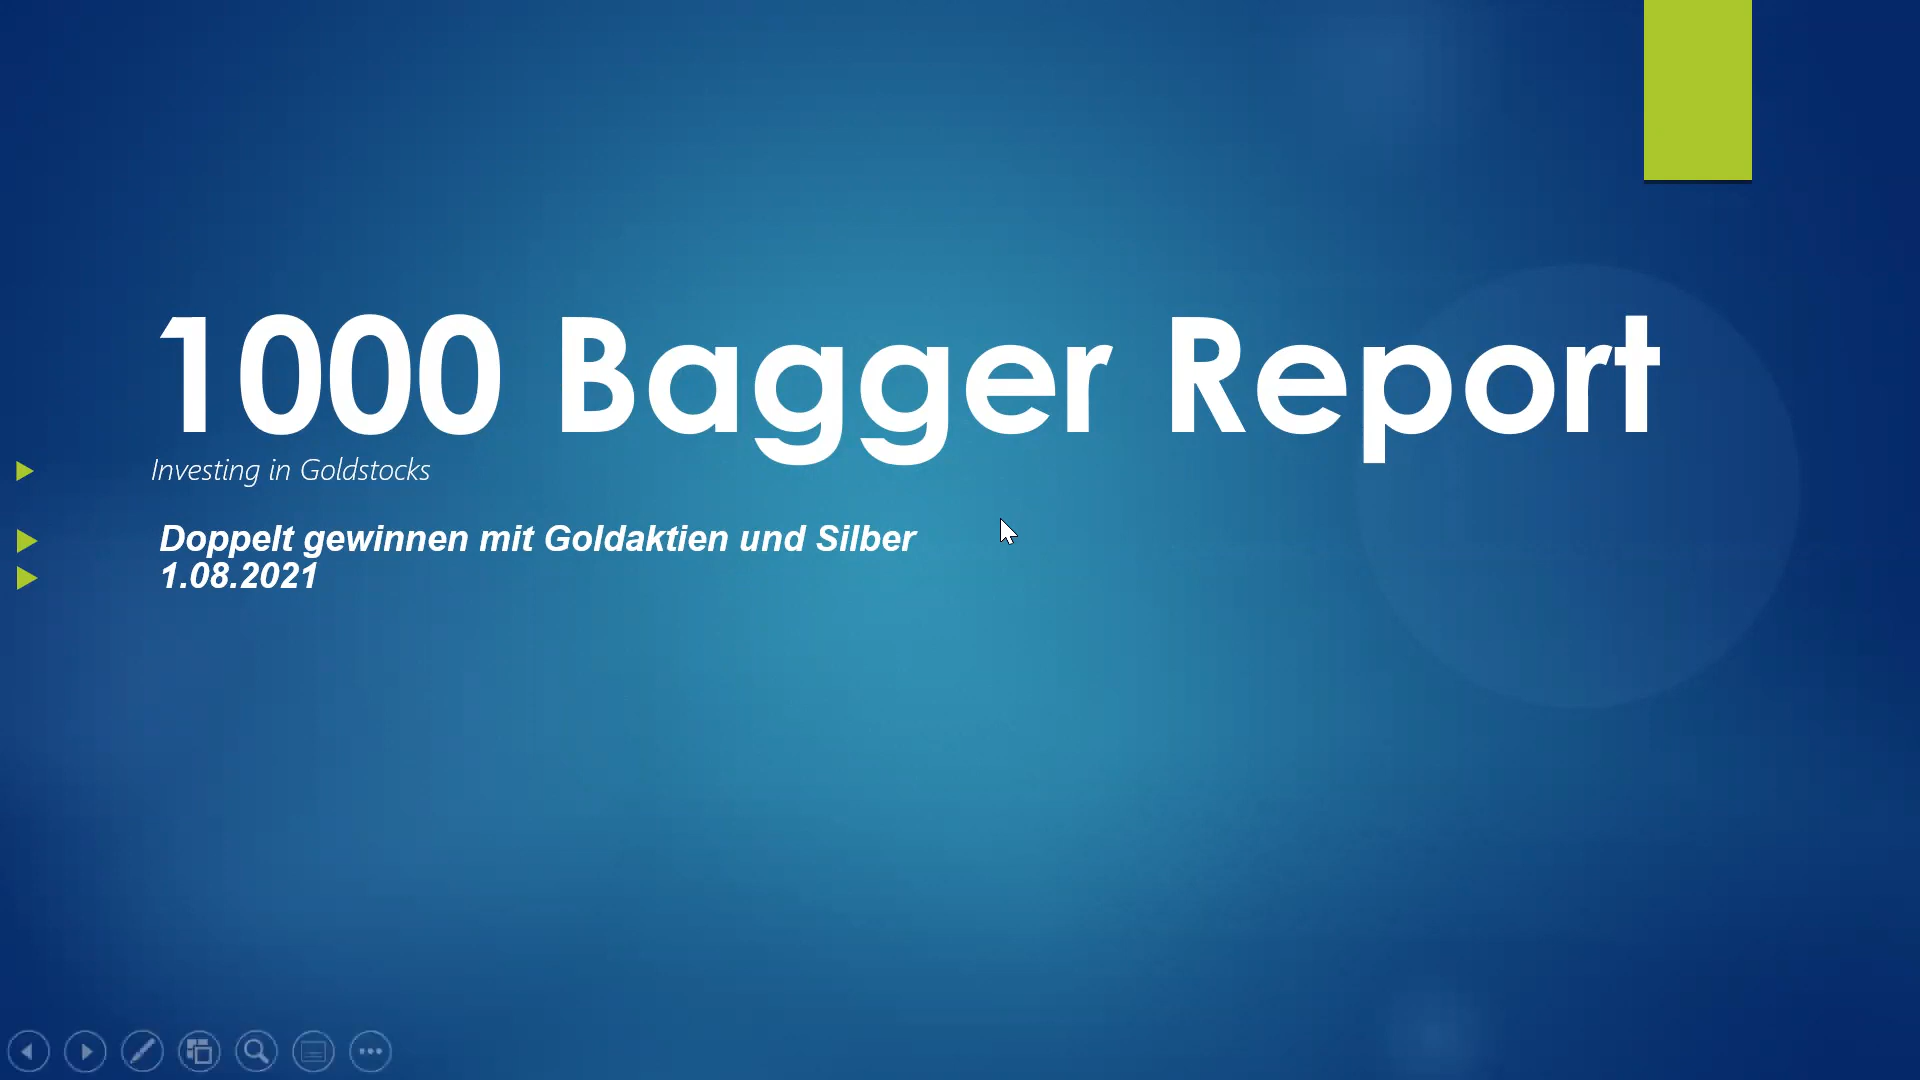 1000 Bagger Report
Investing in Goldstocks
Doppelt gewinnen mit Goldaktien und Silber
1.08.2021